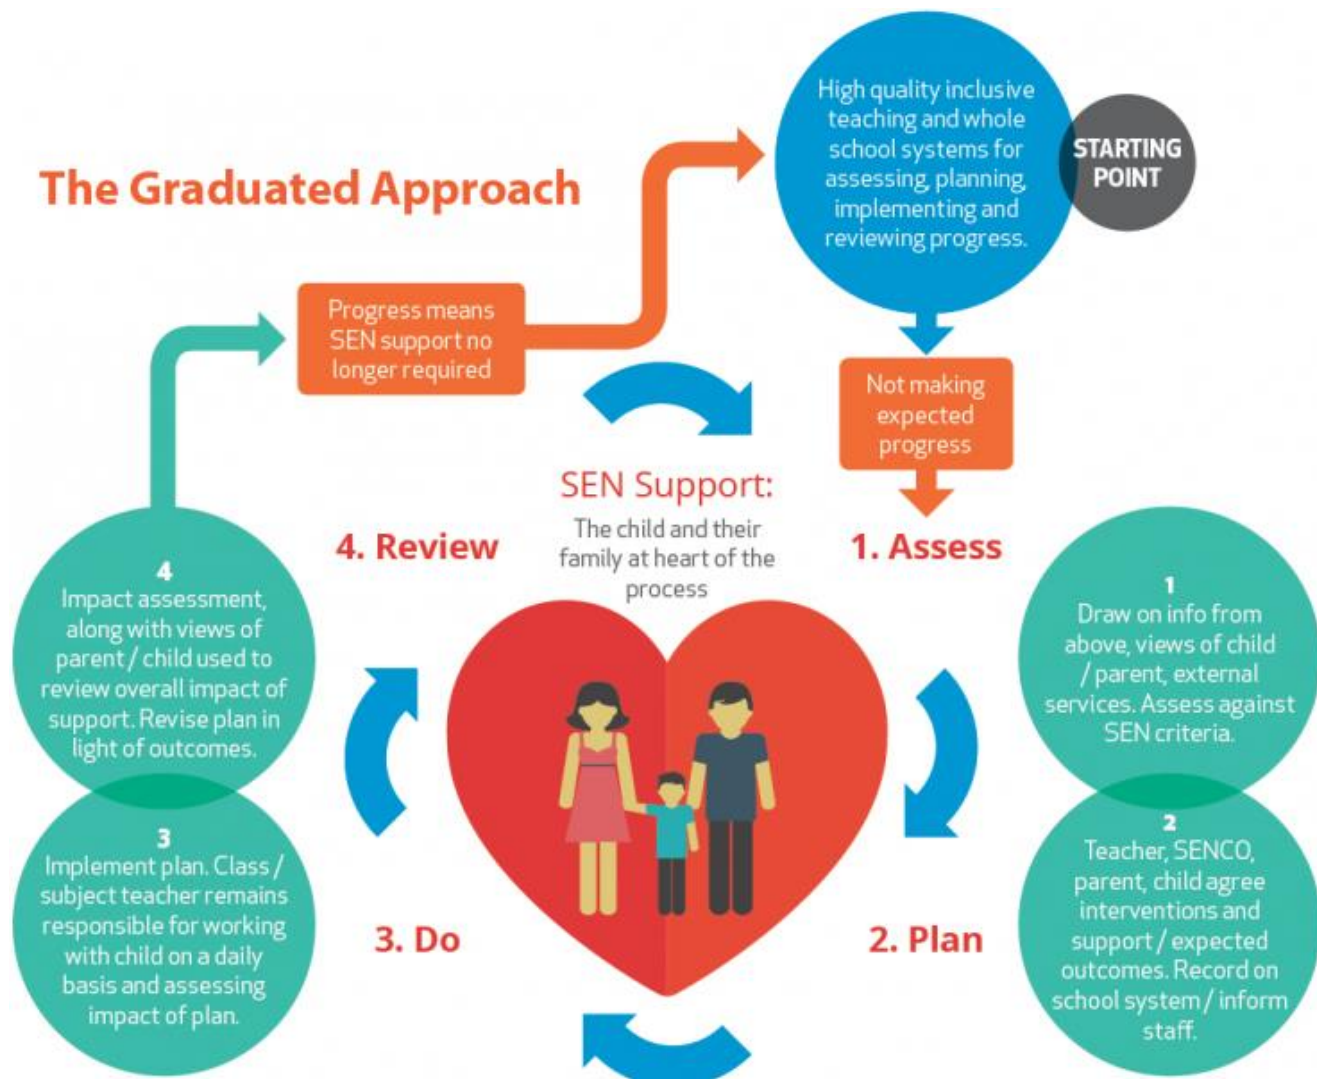 The Graduated Approach
High quality inclusive
teaching and whole
school systems for
assessing, planning,
implementing and
reviewing progress.
STARTING
POINT
Progress means
SEN support no
longer required
Not making
expected
progress
SEN Support:
The child and their
family at heart of the
process
4. Review
1. Assess
4
Impact assessment,
along with views of
parent / child used to
review overall impact of
support. Revise plan in
light of outcomes.
1
Draw on info from
above, views of child
/ parent, external
services. Assess against
SEN criteria.
3
Implement plan. Class /
subject teacher remains
responsible for working
with child on a daily
basis and assessing
impact of plan.
3. Do
2. Plan
2
Teacher, SENCO,
parent, child agree
interventions and
support / expected
outcomes. Record on
school system / inform
staff.